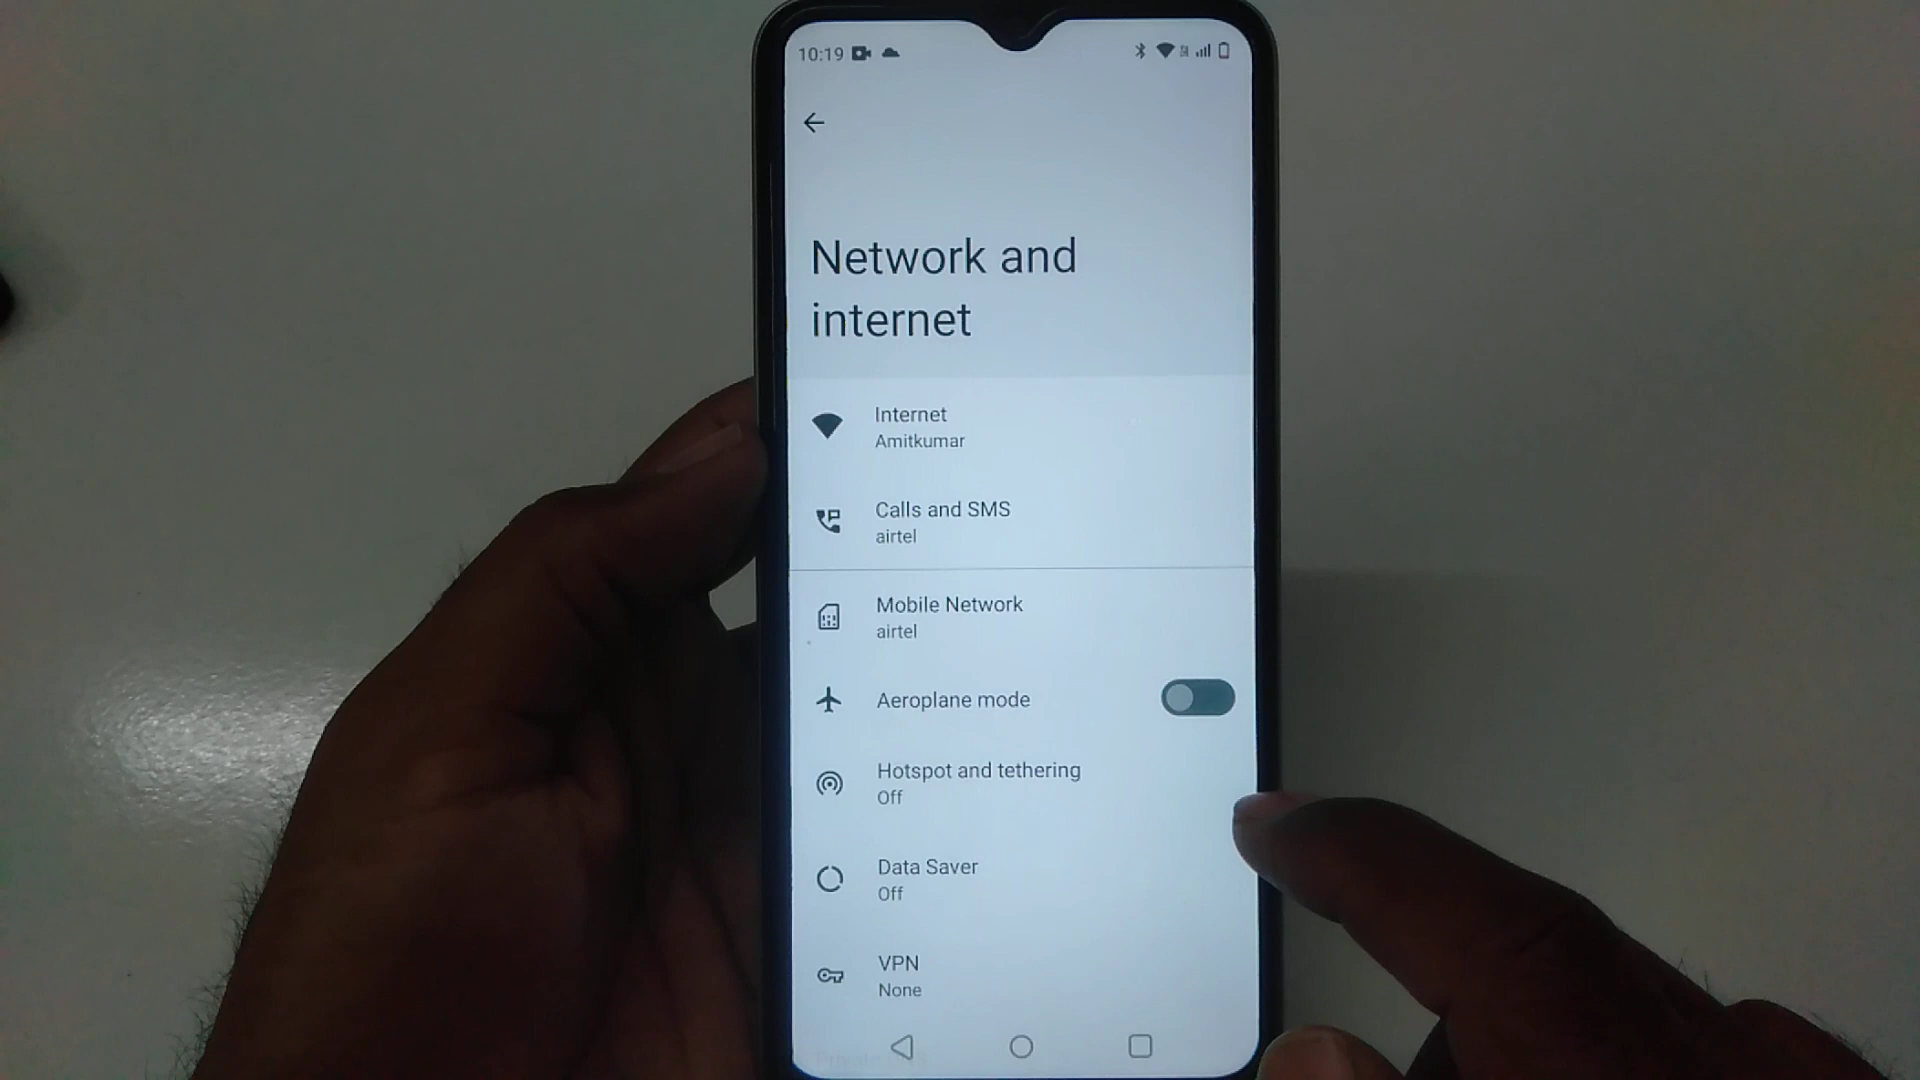 10:19
Network and
internet
Internet
Amitkumar
Calls and SMS
airtel
Mobile Network
airtel
Aeroplane mode
Hotspot and tethering
Off
Data Saver
Off
VPN
None